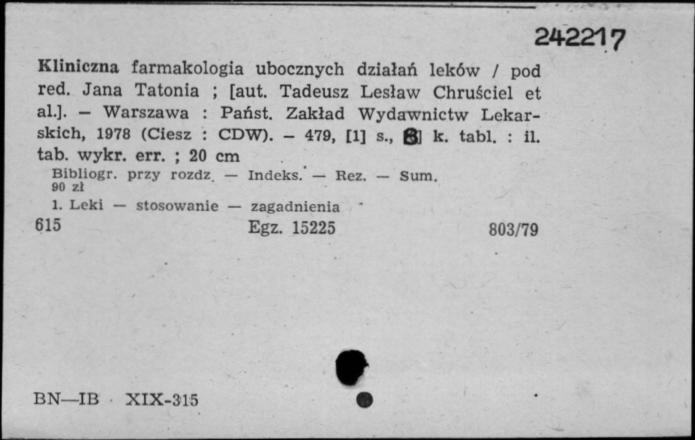 242217
Kliniczna farmakologia ubocznych działań leków / pod
red. Jana Tatonia ; [aut. Tadeusz Lesław Chruściel et
al.]. — Warszawa : Państ. Zakład Wydawnictw Lekar-
skich, 1978 (Ciesz : CDW). — 479, [1] s., k. tabl. : il.
tab. wykr. err. ; 20 cm
Bibliogr. przy rozdz. — Indeks. — Rez. — Sum.
90 zł
1. Leki — stosowanie — zagadnienia
615 Egz. 15225 803/79
BN—IB XIX-315